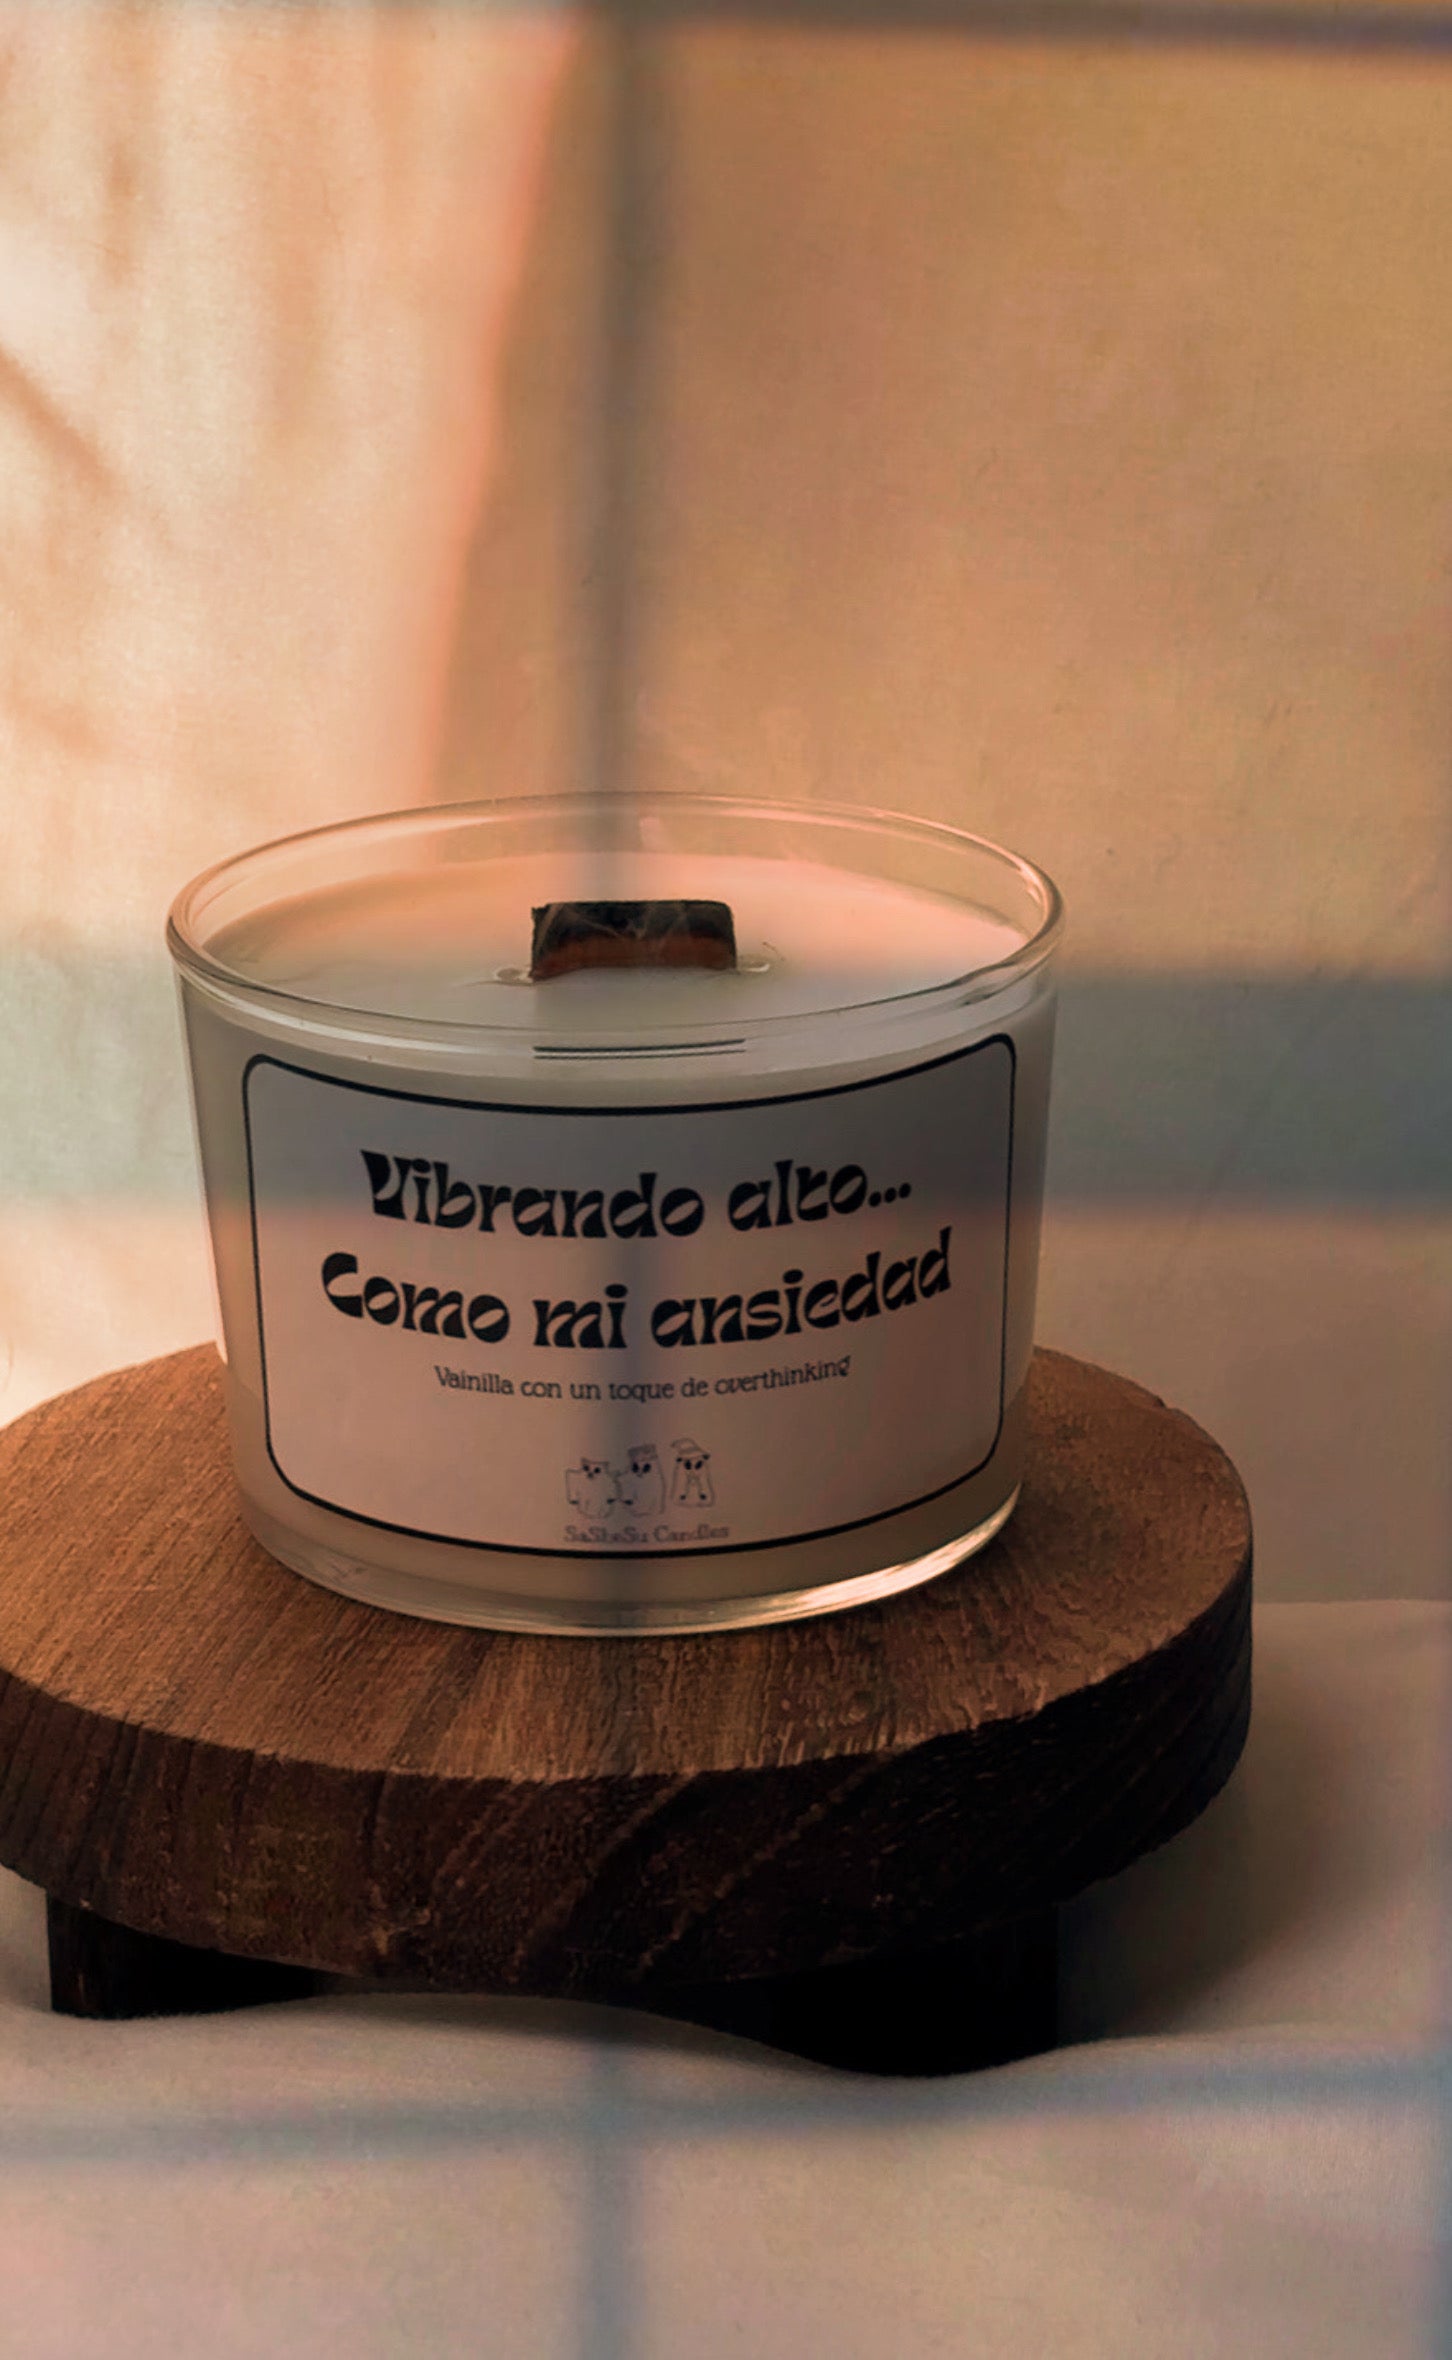 Vibrando alto...
Como mi ansiedad
Vainilla con un toque de overthinking
SaSheSu Candles